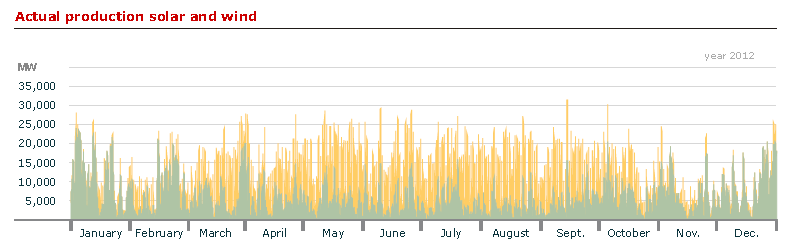 Actual production solar and wind
year 2012
MW
35,000
30,000
25,000
20,000
15,000
10,000
5,000
January February March April May June July August Sept. October Nov. Dec.